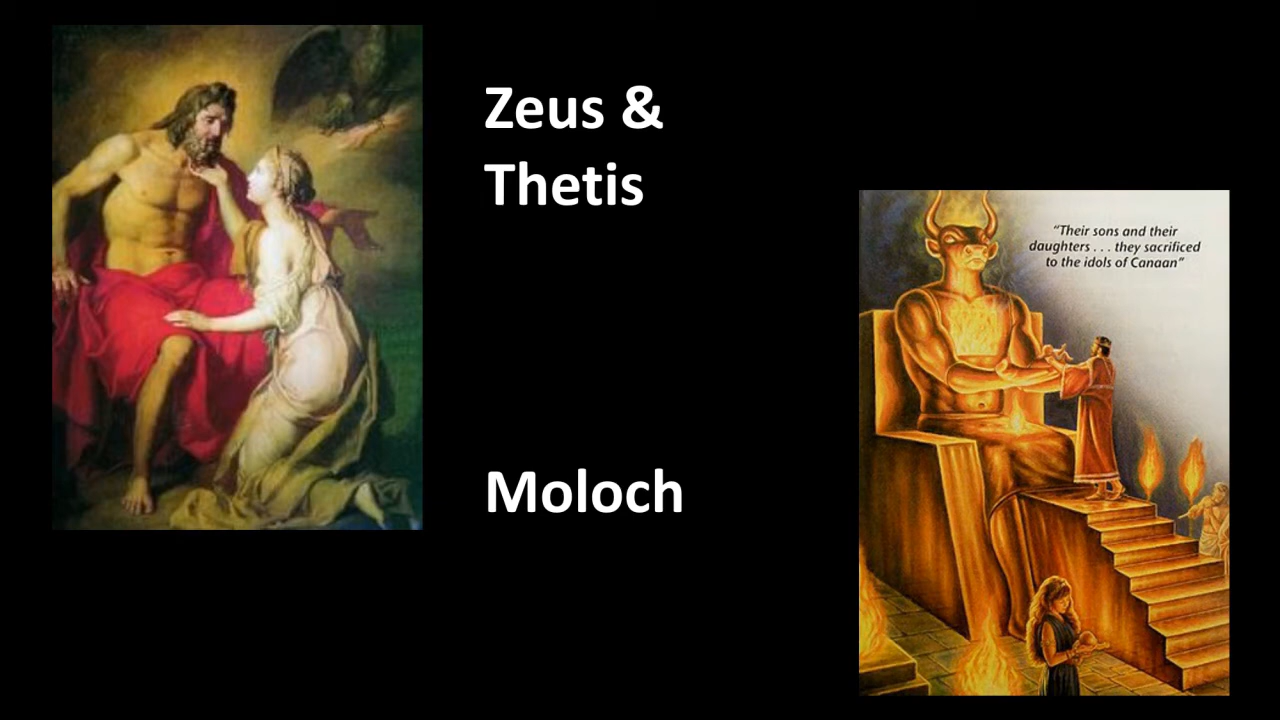 Zeus &
Thetis
"Their sons and their
daughters . . . they sacrificed
to the idols of Canaan"
Moloch